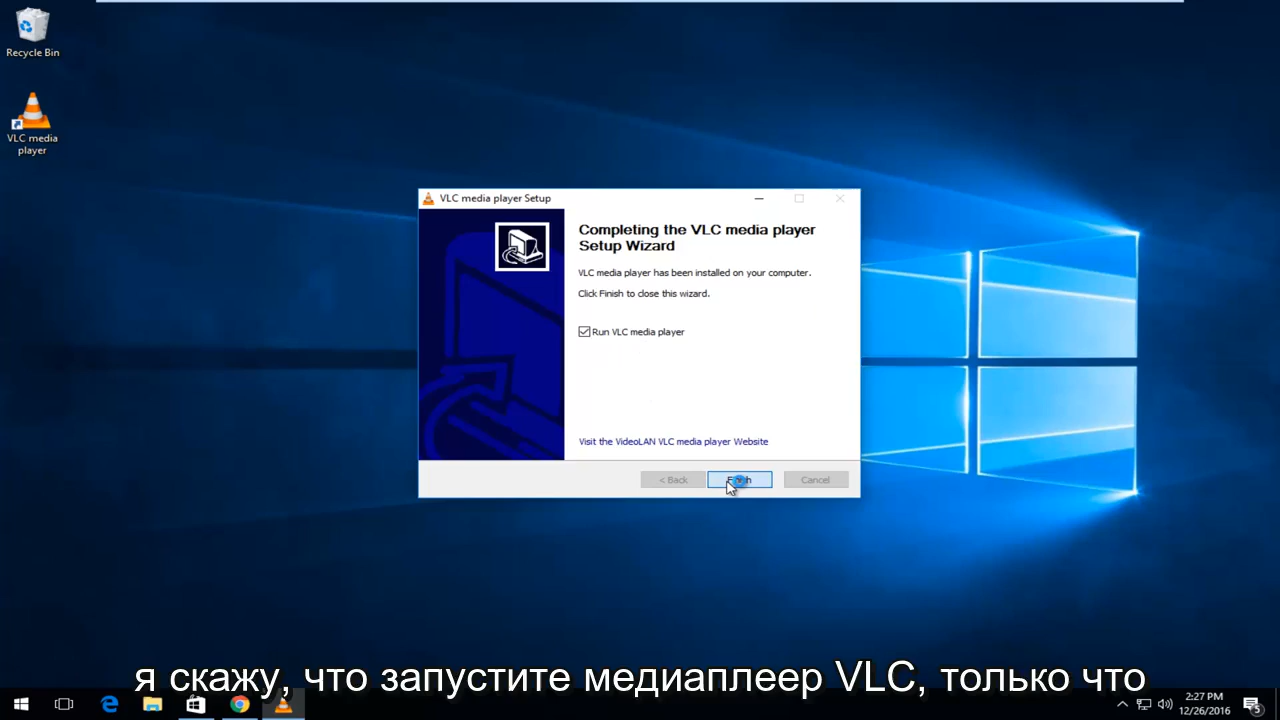 Recycle Bin
VLC media
player
VLC media player Setup
Completing the VLC media player
Setup Wizard
VLC media player has been installed on your computer.
Click Finish to close this wizard.
Run VLC media player
Visit the VideoLAN VLC media player Website
< Back
Finish
Cancel
я скажу, что запустите медиаплеер VLC, только что
2:27 PM
12/26/2016
5